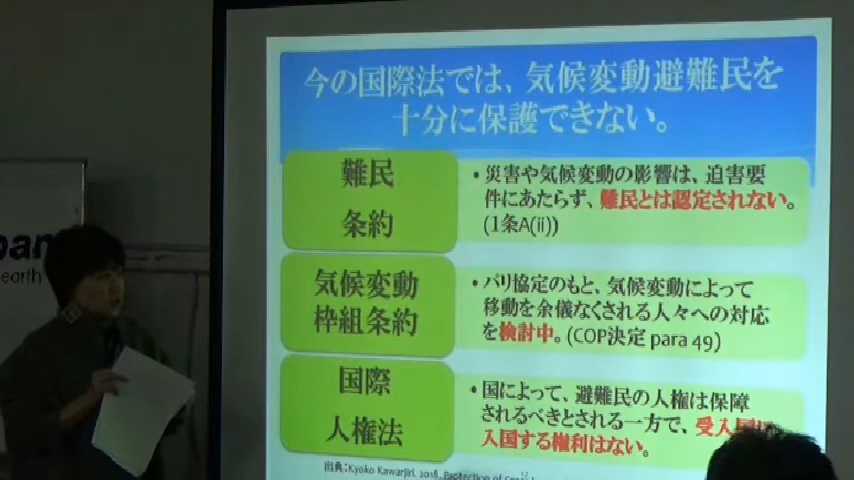 今の国際法では、気候変動避難民を
十分に保護できない。
難民
条約
• 災害や気候変動の影響は、迫害要
件にあたらず、難民とは認定されない。
(1条A(ii))
気候変動
枠組条約
• パリ協定のもと、気候変動によって
移動を余儀なくされる人々への対応
を検討中。(COP決定 para 49)
国際
人権法
• 国によって、避難民の人権は保障
されるべきとされる一方で、受入国に
入国する権利はない。
出典：Kyoko Kawarjiri. 2018. Protection of
earth